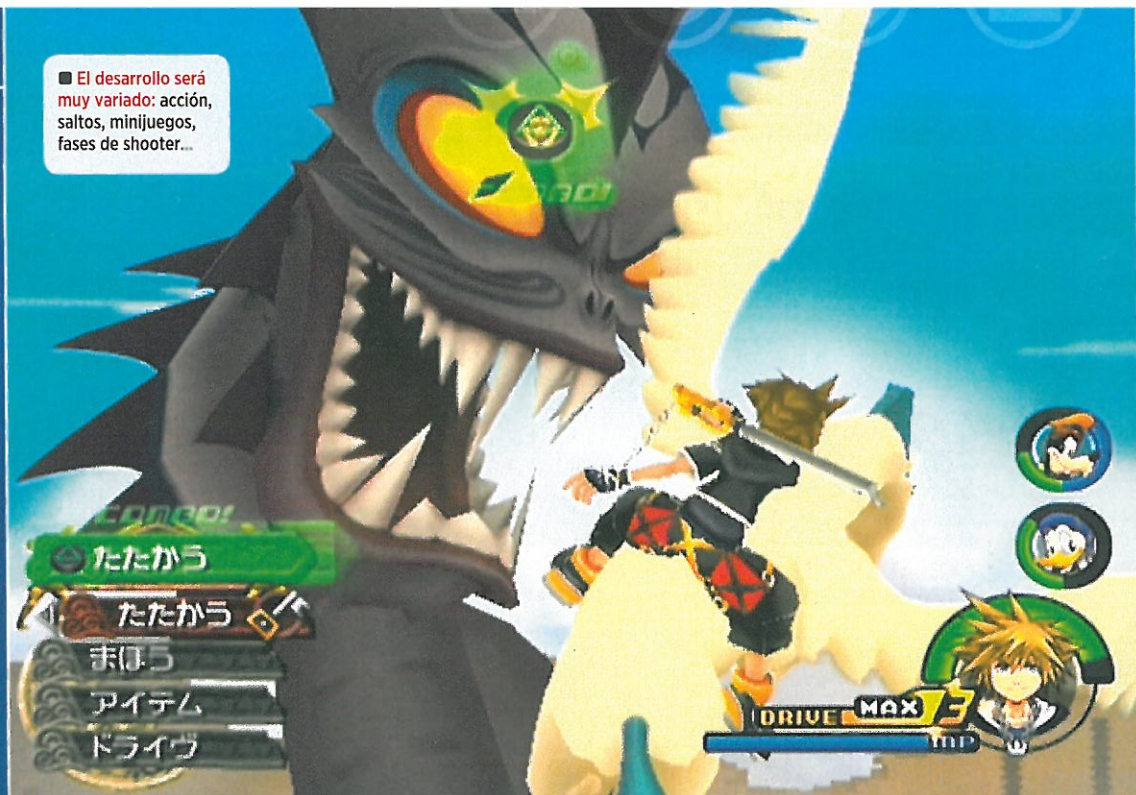 ■ El desarrollo será
muy variado: acción,
saltos, minijuegos,
fases de shooter...
COMBO!
たたかう
たたかう
まほう
アイテム
ドライヴ
DRIVE MAX 3
MP